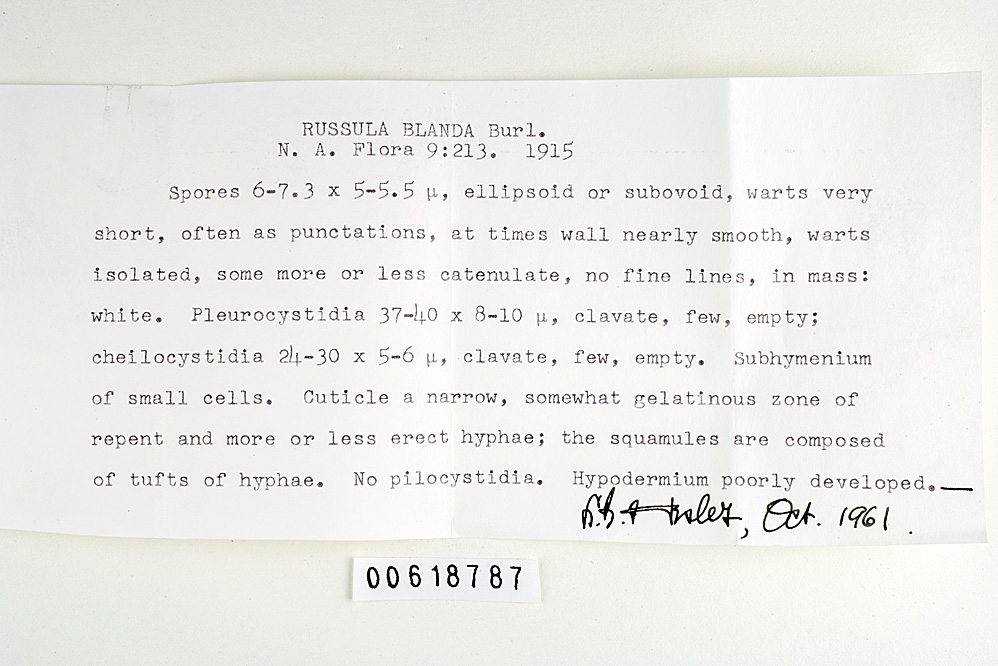 RUSSULA BLANDA Burl.
N. A. Flora 9:213. 1915
Spores 6-7.3 x 5-5.5 µ, ellipsoid or subovoid, warts very
short, often as punctations, at times wall nearly smooth, warts
isolated, some more or less catenulate, no fine lines, in mass:
white. Pleurocystidia 37-40 x 8-10 µ, clavate, few, empty;
cheilocystidia 24-30 x 5-6 µ, clavate, few, empty. Subhymenium
of small cells. Cuticle a narrow, somewhat gelatinous zone of
repent and more or less erect hyphae; the squamules are composed
of tufts of hyphae. No pilocystidia. Hypodermium poorly developed.—
Oct. 1961.
00618787